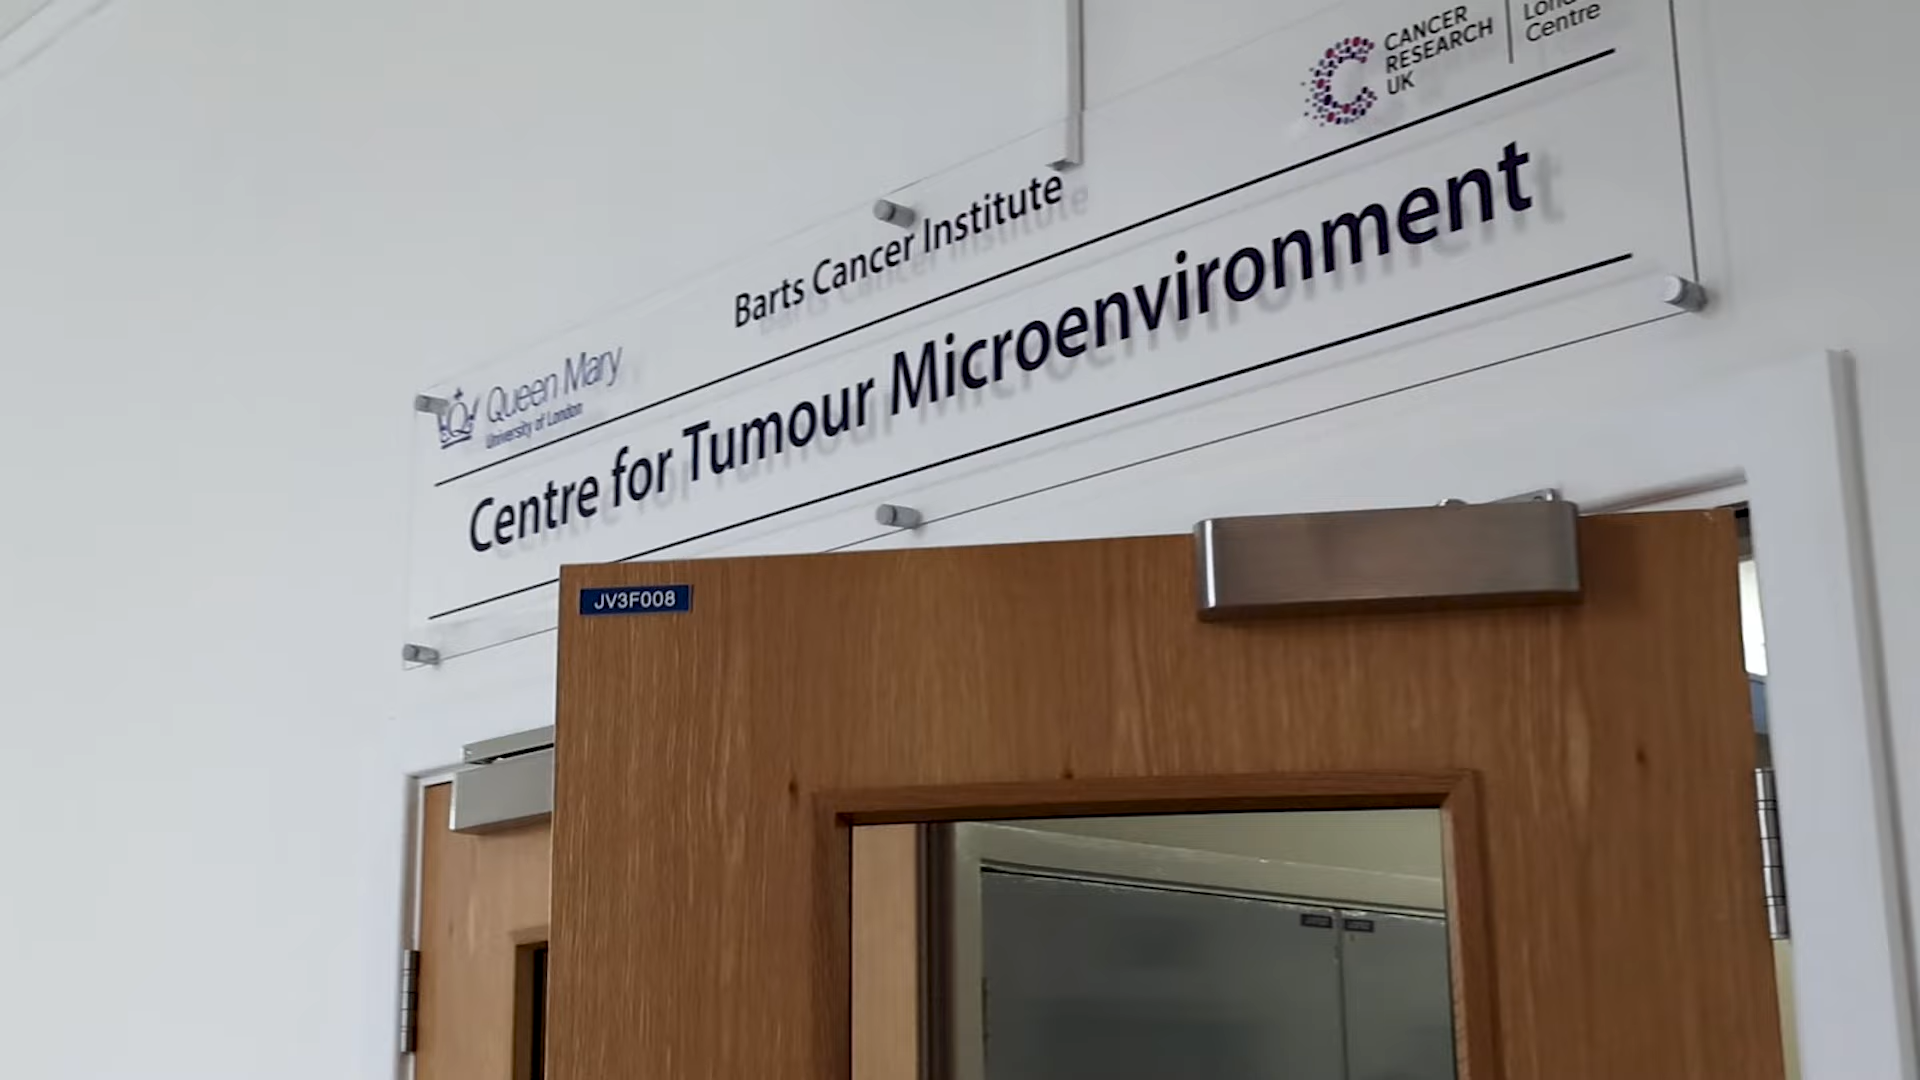 CANCER
RESEARCH
UK
Centre
Barts Cancer Institute
Queen Mary
University of London
Centre for Tumour Microenvironment
JV3F008